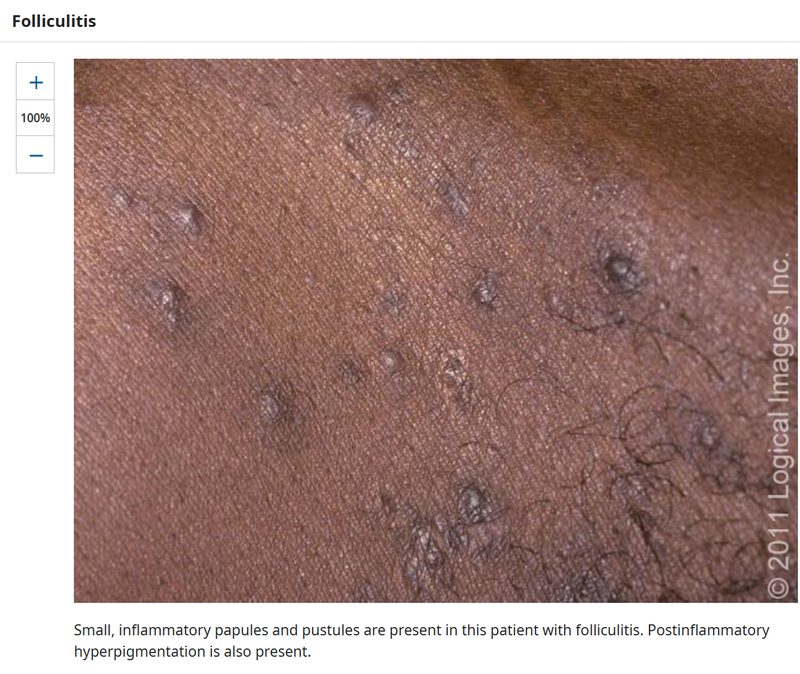 Folliculitis
+
100%
−
© 2011 Logical Images, Inc.
Small, inflammatory papules and pustules are present in this patient with folliculitis. Postinflammatory
hyperpigmentation is also present.